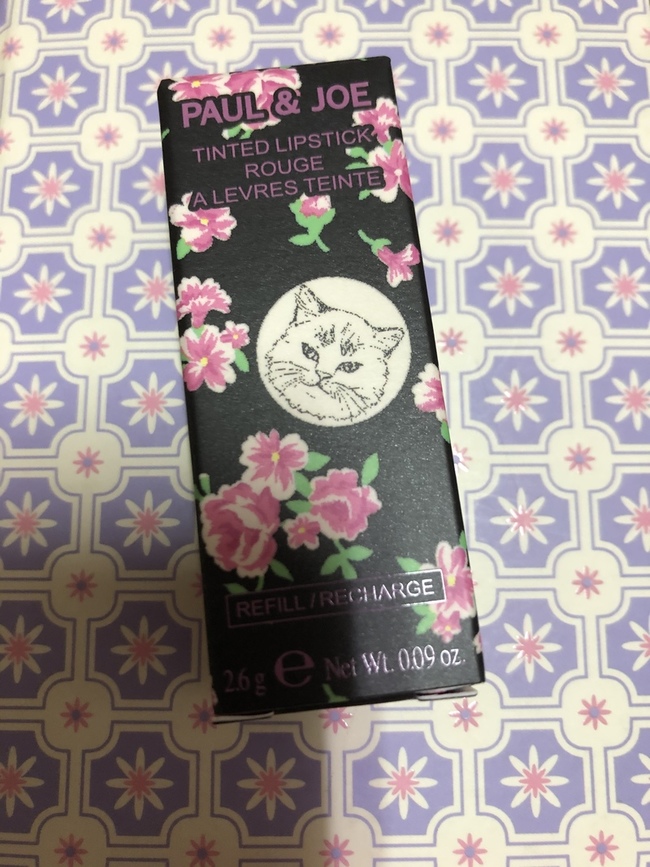 PAUL & JOE
TINTED LIPSTICK
ROUGE
A LEVRES TEINTE
REFILL / RECHARGE
2.6 g ℮ Net Wt. 0.09 oz.